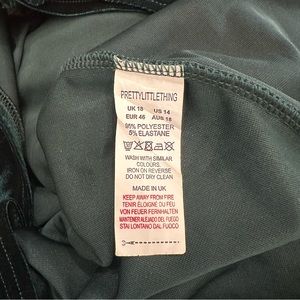 PRETTYLITTLETHING
UK 18 US 14
EUR 46 AUS 18
95% POLYESTER
5% ELASTANE
WASH WITH SIMILAR
COLOURS.
IRON ON REVERSE
DO NOT DRY CLEAN
MADE IN UK
KEEP AWAY FROM FIRE
TENIR ÉLOIGNÉ DU FEU
VON FEUER FERNHALTEN
MANTENER ALEJADO DEL FUEGO
STAI LONTANO DAL FUOCO